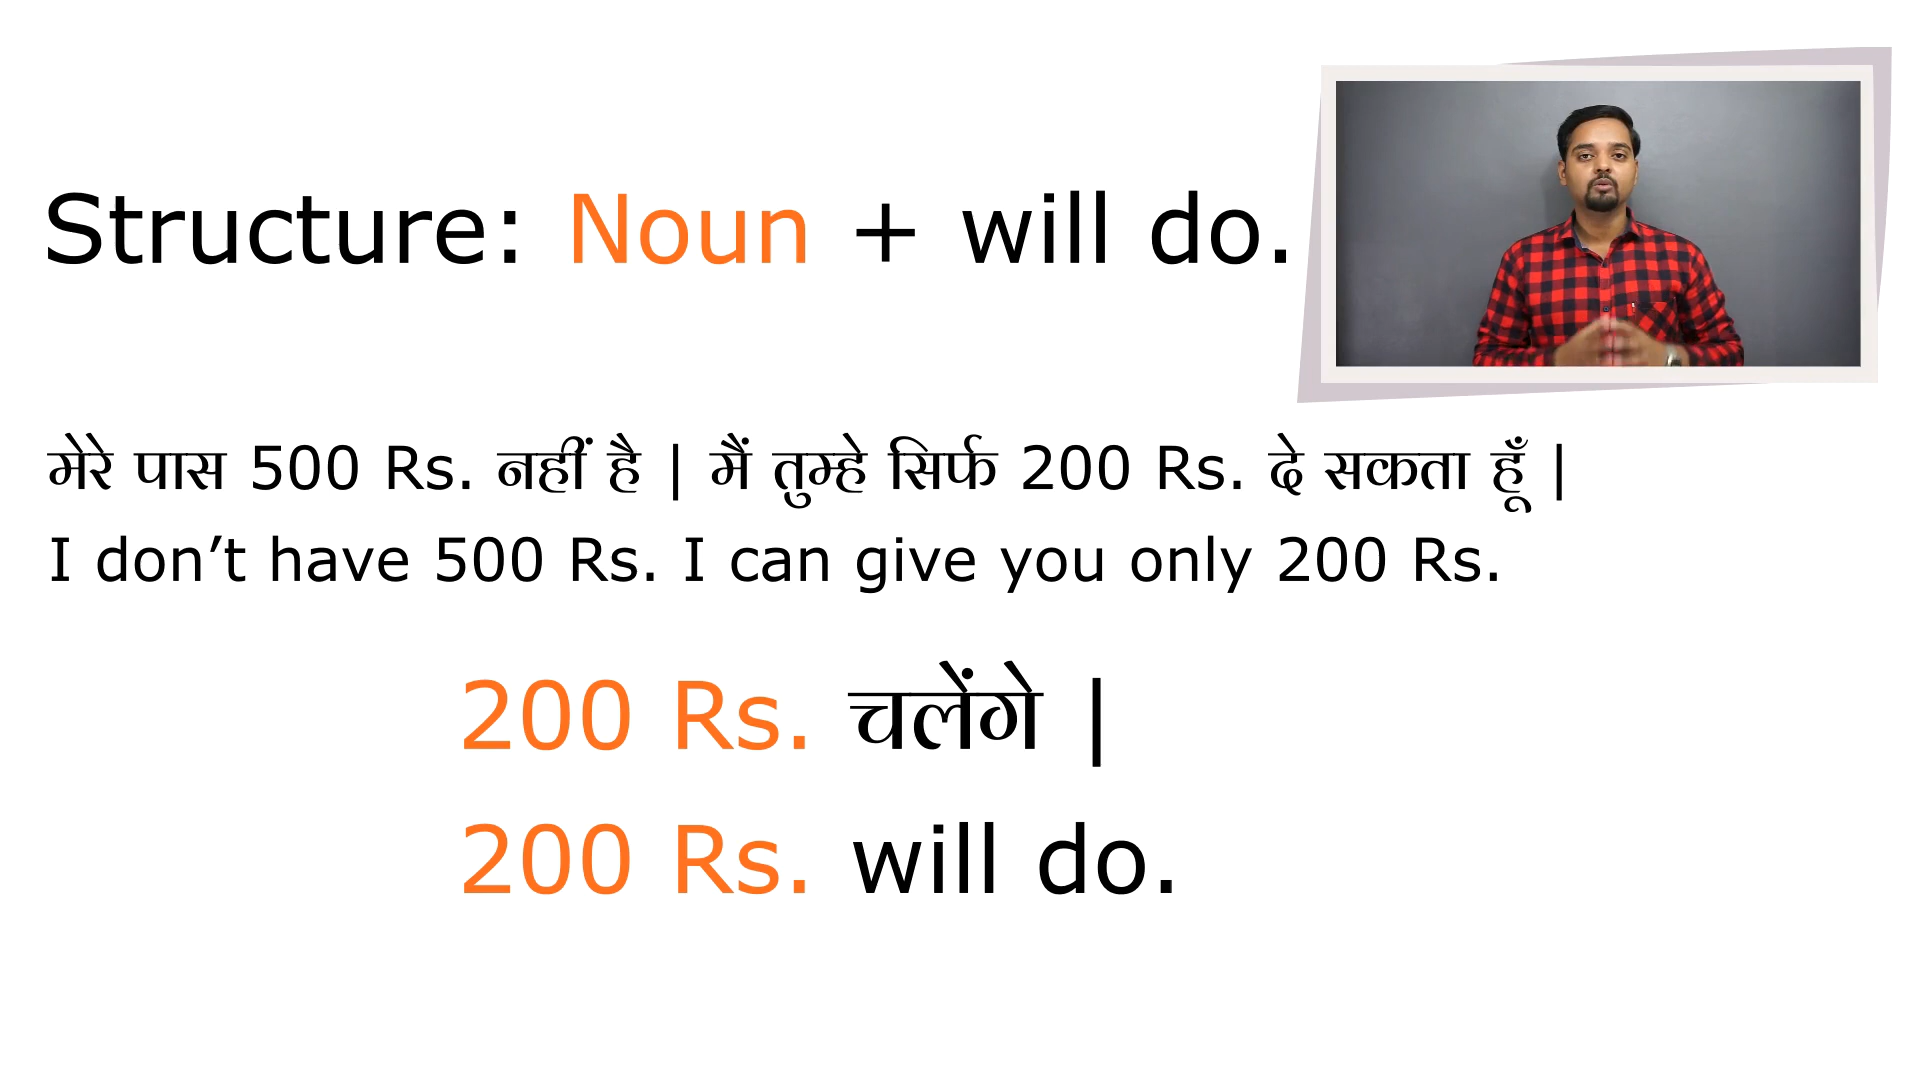 Structure: Noun + will do.
मेरे पास 500 Rs. नहीं है | मैं तुम्हे सिर्फ 200 Rs. दे सकता हूँ |
I don’t have 500 Rs. I can give you only 200 Rs.
200 Rs. चलेंगे |
200 Rs. will do.